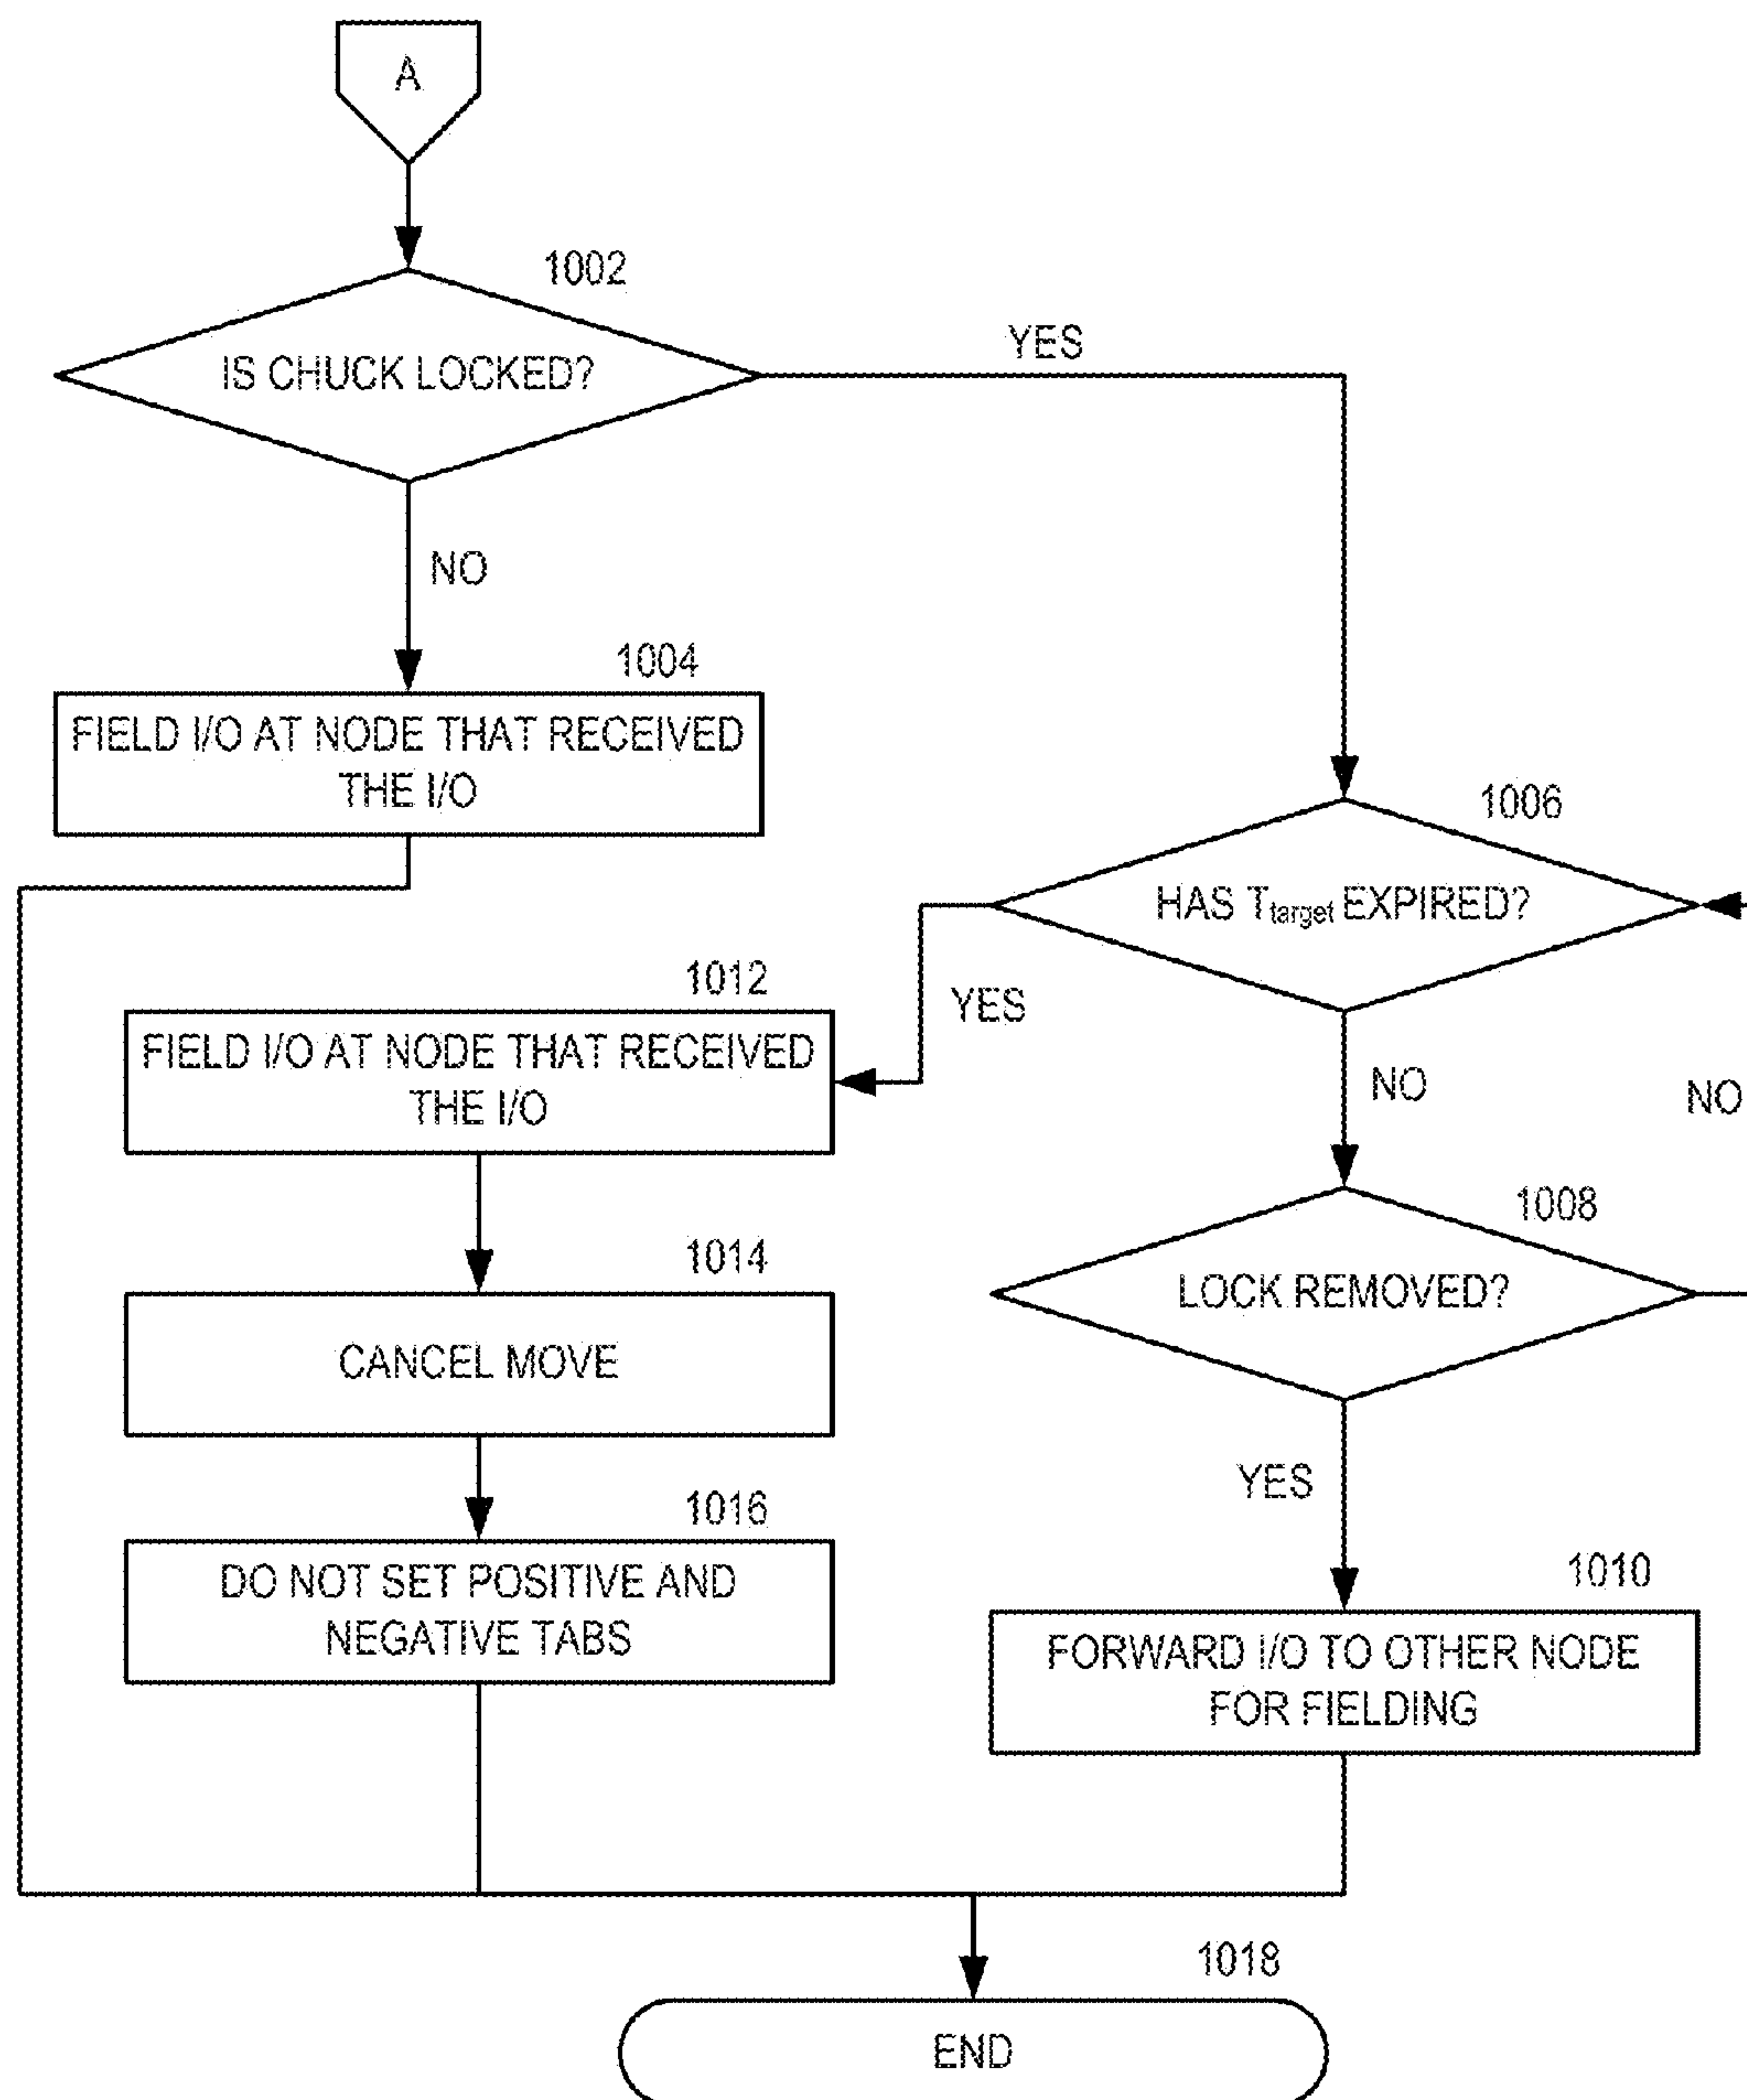 A
1002
IS CHUCK LOCKED?
YES
NO
1004
FIELD I/O AT NODE THAT RECEIVED
THE I/O
1006
HAS Ttarget EXPIRED?
YES
NO
NO
1012
FIELD I/O AT NODE THAT RECEIVED
THE I/O
1008
LOCK REMOVED?
1014
CANCEL MOVE
YES
1016
DO NOT SET POSITIVE AND
NEGATIVE TABS
1010
FORWARD I/O TO OTHER NODE
FOR FIELDING
1018
END